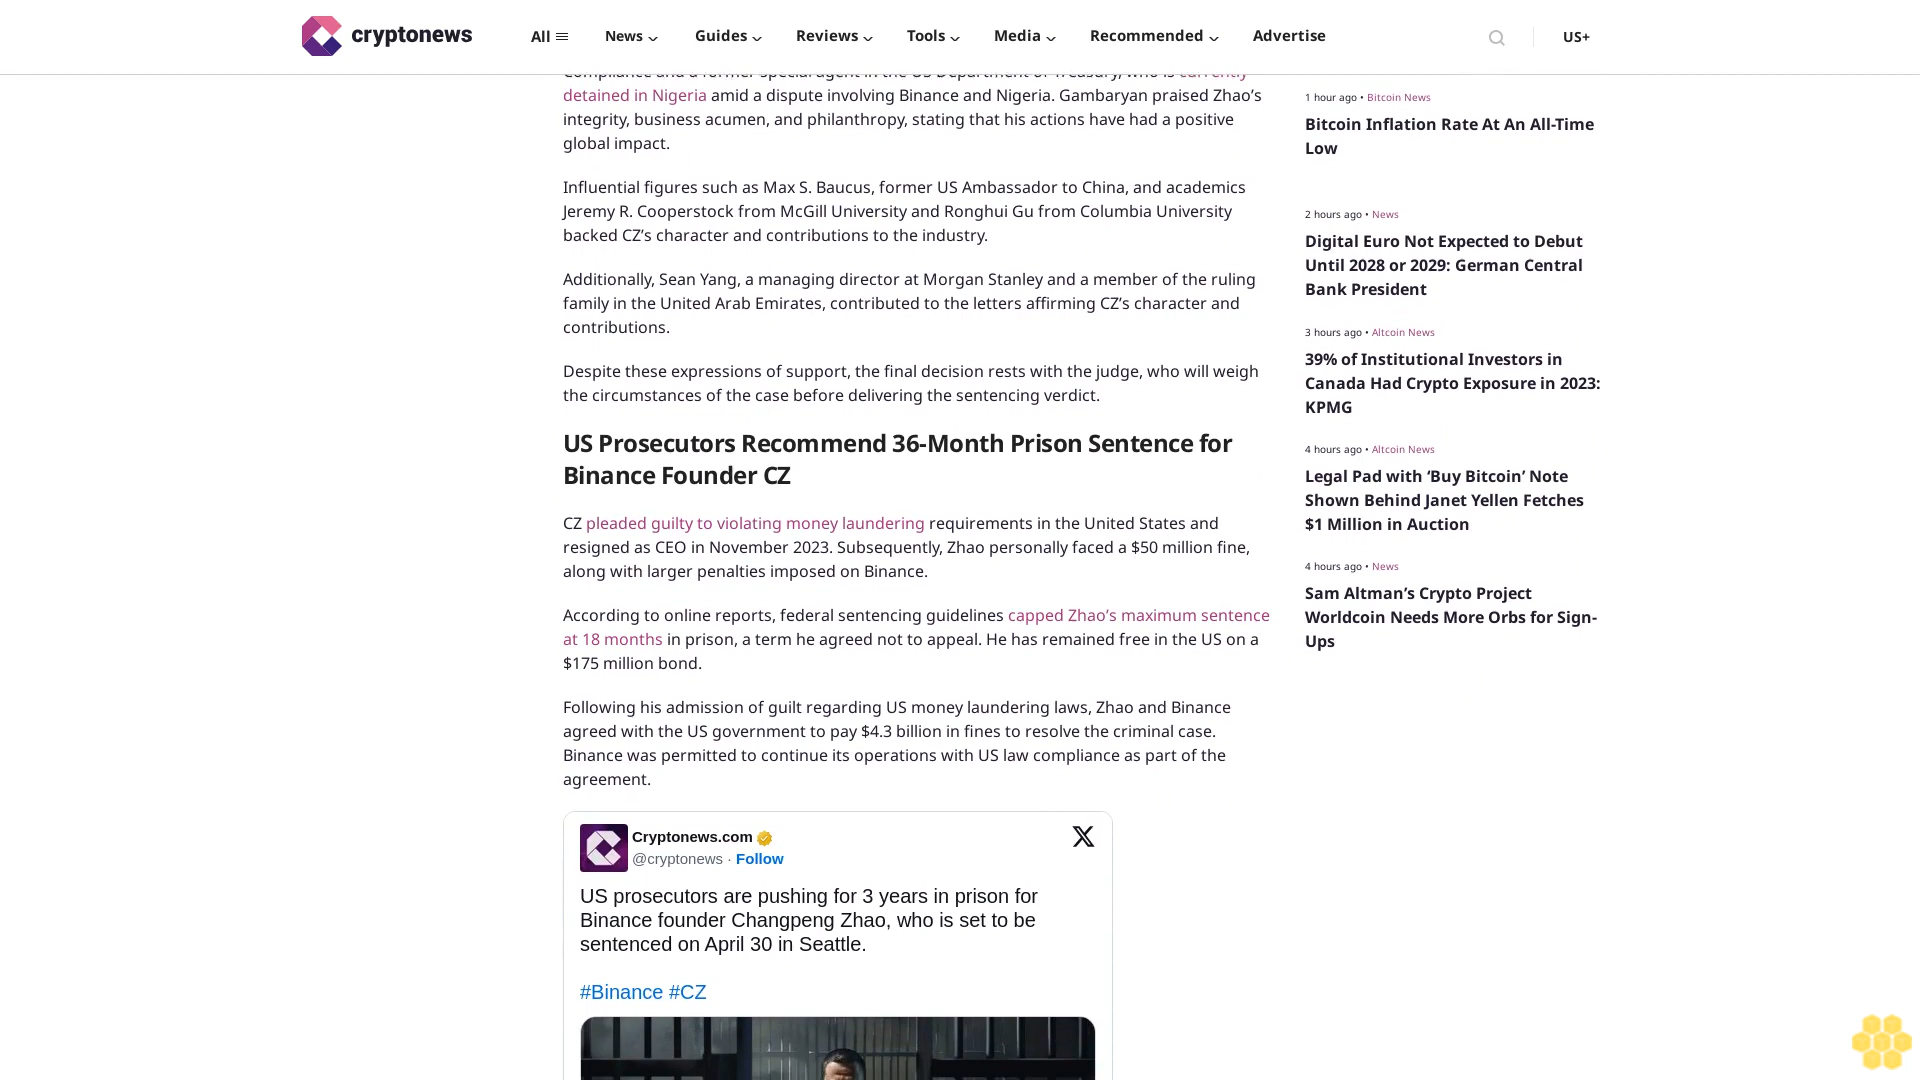 cryptonews
All
News
Guides
Reviews
Tools
Media
Recommended
Advertise
US+
Compliance and a former special agent in the US Department of Treasury, who is currently
detained in Nigeria amid a dispute involving Binance and Nigeria. Gambaryan praised Zhao’s
integrity, business acumen, and philanthropy, stating that his actions have had a positive
global impact.
Influential figures such as Max S. Baucus, former US Ambassador to China, and academics
Jeremy R. Cooperstock from McGill University and Ronghui Gu from Columbia University
backed CZ’s character and contributions to the industry.
Additionally, Sean Yang, a managing director at Morgan Stanley and a member of the ruling
family in the United Arab Emirates, contributed to the letters affirming CZ’s character and
contributions.
Despite these expressions of support, the final decision rests with the judge, who will weigh
the circumstances of the case before delivering the sentencing verdict.
US Prosecutors Recommend 36-Month Prison Sentence for
Binance Founder CZ
CZ pleaded guilty to violating money laundering requirements in the United States and
resigned as CEO in November 2023. Subsequently, Zhao personally faced a $50 million fine,
along with larger penalties imposed on Binance.
According to online reports, federal sentencing guidelines capped Zhao’s maximum sentence
at 18 months in prison, a term he agreed not to appeal. He has remained free in the US on a
$175 million bond.
Following his admission of guilt regarding US money laundering laws, Zhao and Binance
agreed with the US government to pay $4.3 billion in fines to resolve the criminal case.
Binance was permitted to continue its operations with US law compliance as part of the
agreement.
Cryptonews.com
@cryptonews · Follow
US prosecutors are pushing for 3 years in prison for
Binance founder Changpeng Zhao, who is set to be
sentenced on April 30 in Seattle.
#Binance #CZ
1 hour ago • Bitcoin News
Bitcoin Inflation Rate At An All-Time
Low
2 hours ago • News
Digital Euro Not Expected to Debut
Until 2028 or 2029: German Central
Bank President
3 hours ago • Altcoin News
39% of Institutional Investors in
Canada Had Crypto Exposure in 2023:
KPMG
4 hours ago • Altcoin News
Legal Pad with ‘Buy Bitcoin’ Note
Shown Behind Janet Yellen Fetches
$1 Million in Auction
4 hours ago • News
Sam Altman’s Crypto Project
Worldcoin Needs More Orbs for Sign-
Ups